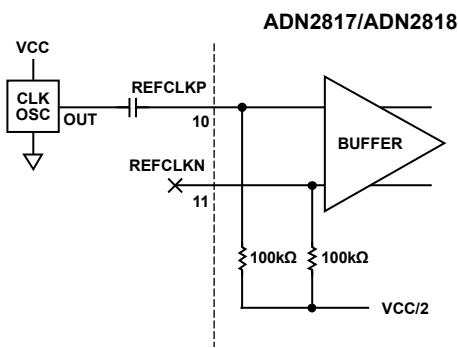 ADN2817/ADN2818
VCC
CLK
OSC
OUT
REFCLKP
10
BUFFER
REFCLKN
11
100kΩ
100kΩ
VCC/2